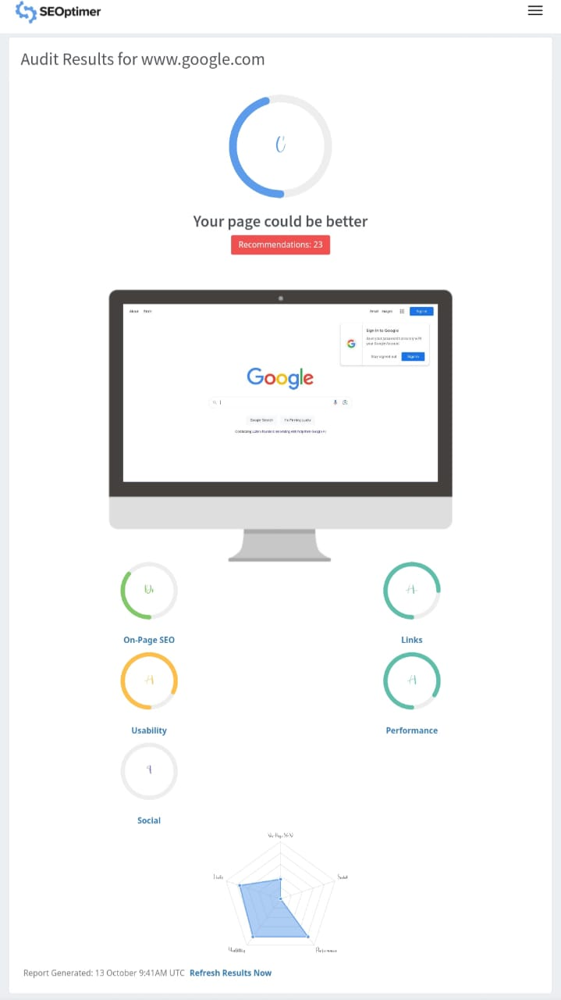 SEOptimer
Audit Results for www.google.com
C
Your page could be better
Recommendations: 23
About Store
Gmail Images Sign in
Sign in to Google
Save your passwords securely with
your Google Account
Stay signed out Sign in
Google
Google Search I'm Feeling Lucky
A
On-Page SEO Links
A A
Usability Performance
Social
On-Page SEO
Links Social
Usability Performance
Report Generated: 13 October 9:41AM UTC Refresh Results Now